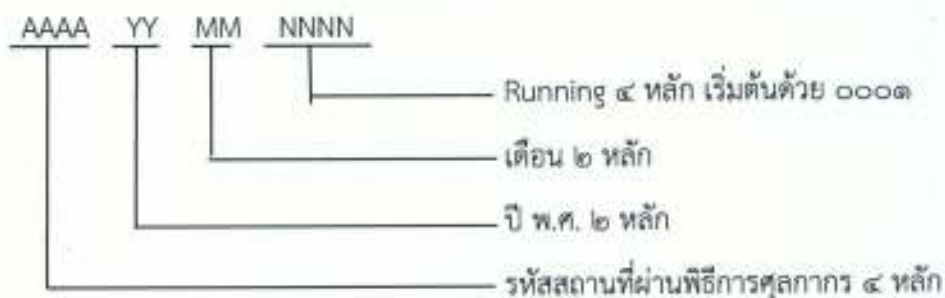 AAAA YY MM NNNN
Running ๔ หลัก เริ่มต้นด้วย ๐๐๐๑
เดือน ๒ หลัก
ปี พ.ศ. ๒ หลัก
รหัสสถานที่ผ่านพิธีการศุลกากร ๔ หลัก